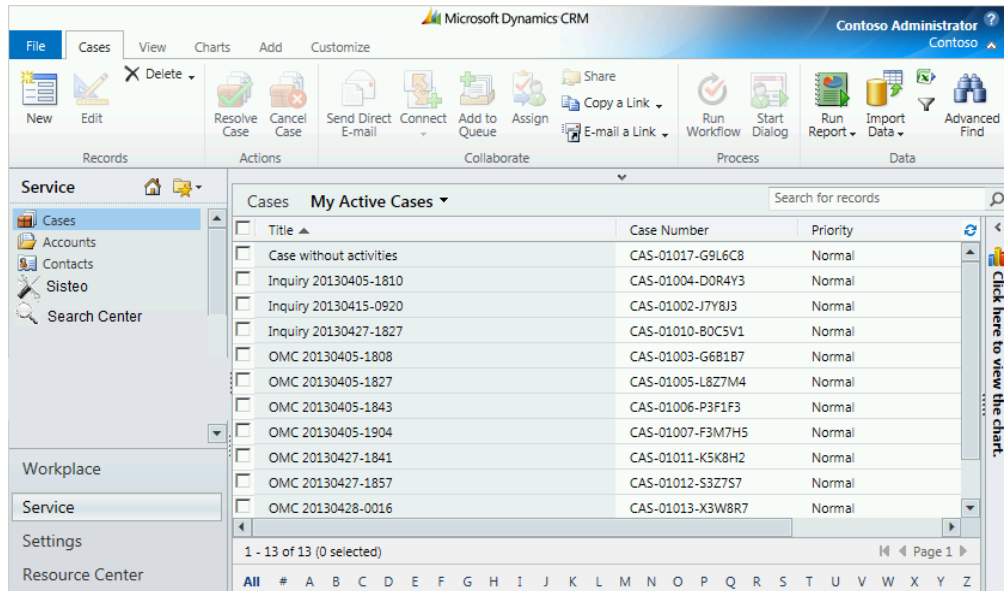 Microsoft Dynamics CRM
Contoso Administrator
Contoso
File Cases View Charts Add Customize
New
Edit
Delete
Records
Resolve Case
Cancel Case
Actions
Send Direct E-mail
Connect
Add to Queue
Assign
Share
Copy a Link
E-mail a Link
Collaborate
Run Workflow
Start Dialog
Process
Run Report
Import Data
Advanced Find
Data
Service
Cases
Accounts
Contacts
Sisteo
Search Center
Workplace
Service
Settings
Resource Center
Cases My Active Cases
Search for records
Title Case Number Priority
Case without activities CAS-01017-G9L6C8 Normal
Inquiry 20130405-1810 CAS-01004-D0R4Y3 Normal
Inquiry 20130415-0920 CAS-01002-J7Y8J3 Normal
Inquiry 20130427-1827 CAS-01010-B0C5V1 Normal
OMC 20130405-1808 CAS-01003-G6B1B7 Normal
OMC 20130405-1827 CAS-01005-L8Z7M4 Normal
OMC 20130405-1843 CAS-01006-P3F1F3 Normal
OMC 20130405-1904 CAS-01007-F3M7H5 Normal
OMC 20130427-1841 CAS-01011-K5K8H2 Normal
OMC 20130427-1857 CAS-01012-S3Z7S7 Normal
OMC 20130428-0016 CAS-01013-X3W8R7 Normal
1 - 13 of 13 (0 selected) Page 1
All # A B C D E F G H I J K L M N O P Q R S T U V W X Y Z
Click here to view the chart.